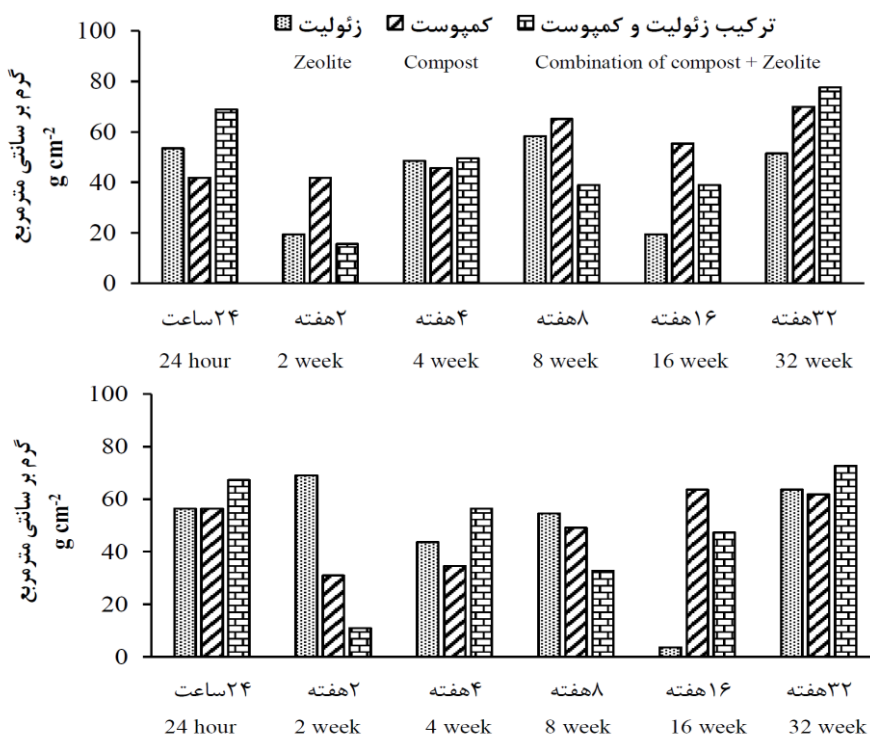 زئولیت کمپوست ترکیب زئولیت و کمپوست
Zeolite Compost Combination of compost + Zeolite
گرم بر سانتی مترمربع
g cm-2
100
80
60
40
20
0
۲۴ساعت ۲هفته ۴هفته ۸هفته ۱۶هفته ۳۲هفته
24 hour 2 week 4 week 8 week 16 week 32 week
گرم بر سانتی مترمربع
g cm-2
100
80
60
40
20
0
۲۴ساعت ۲هفته ۴هفته ۸هفته ۱۶هفته ۳۲هفته
24 hour 2 week 4 week 8 week 16 week 32 week